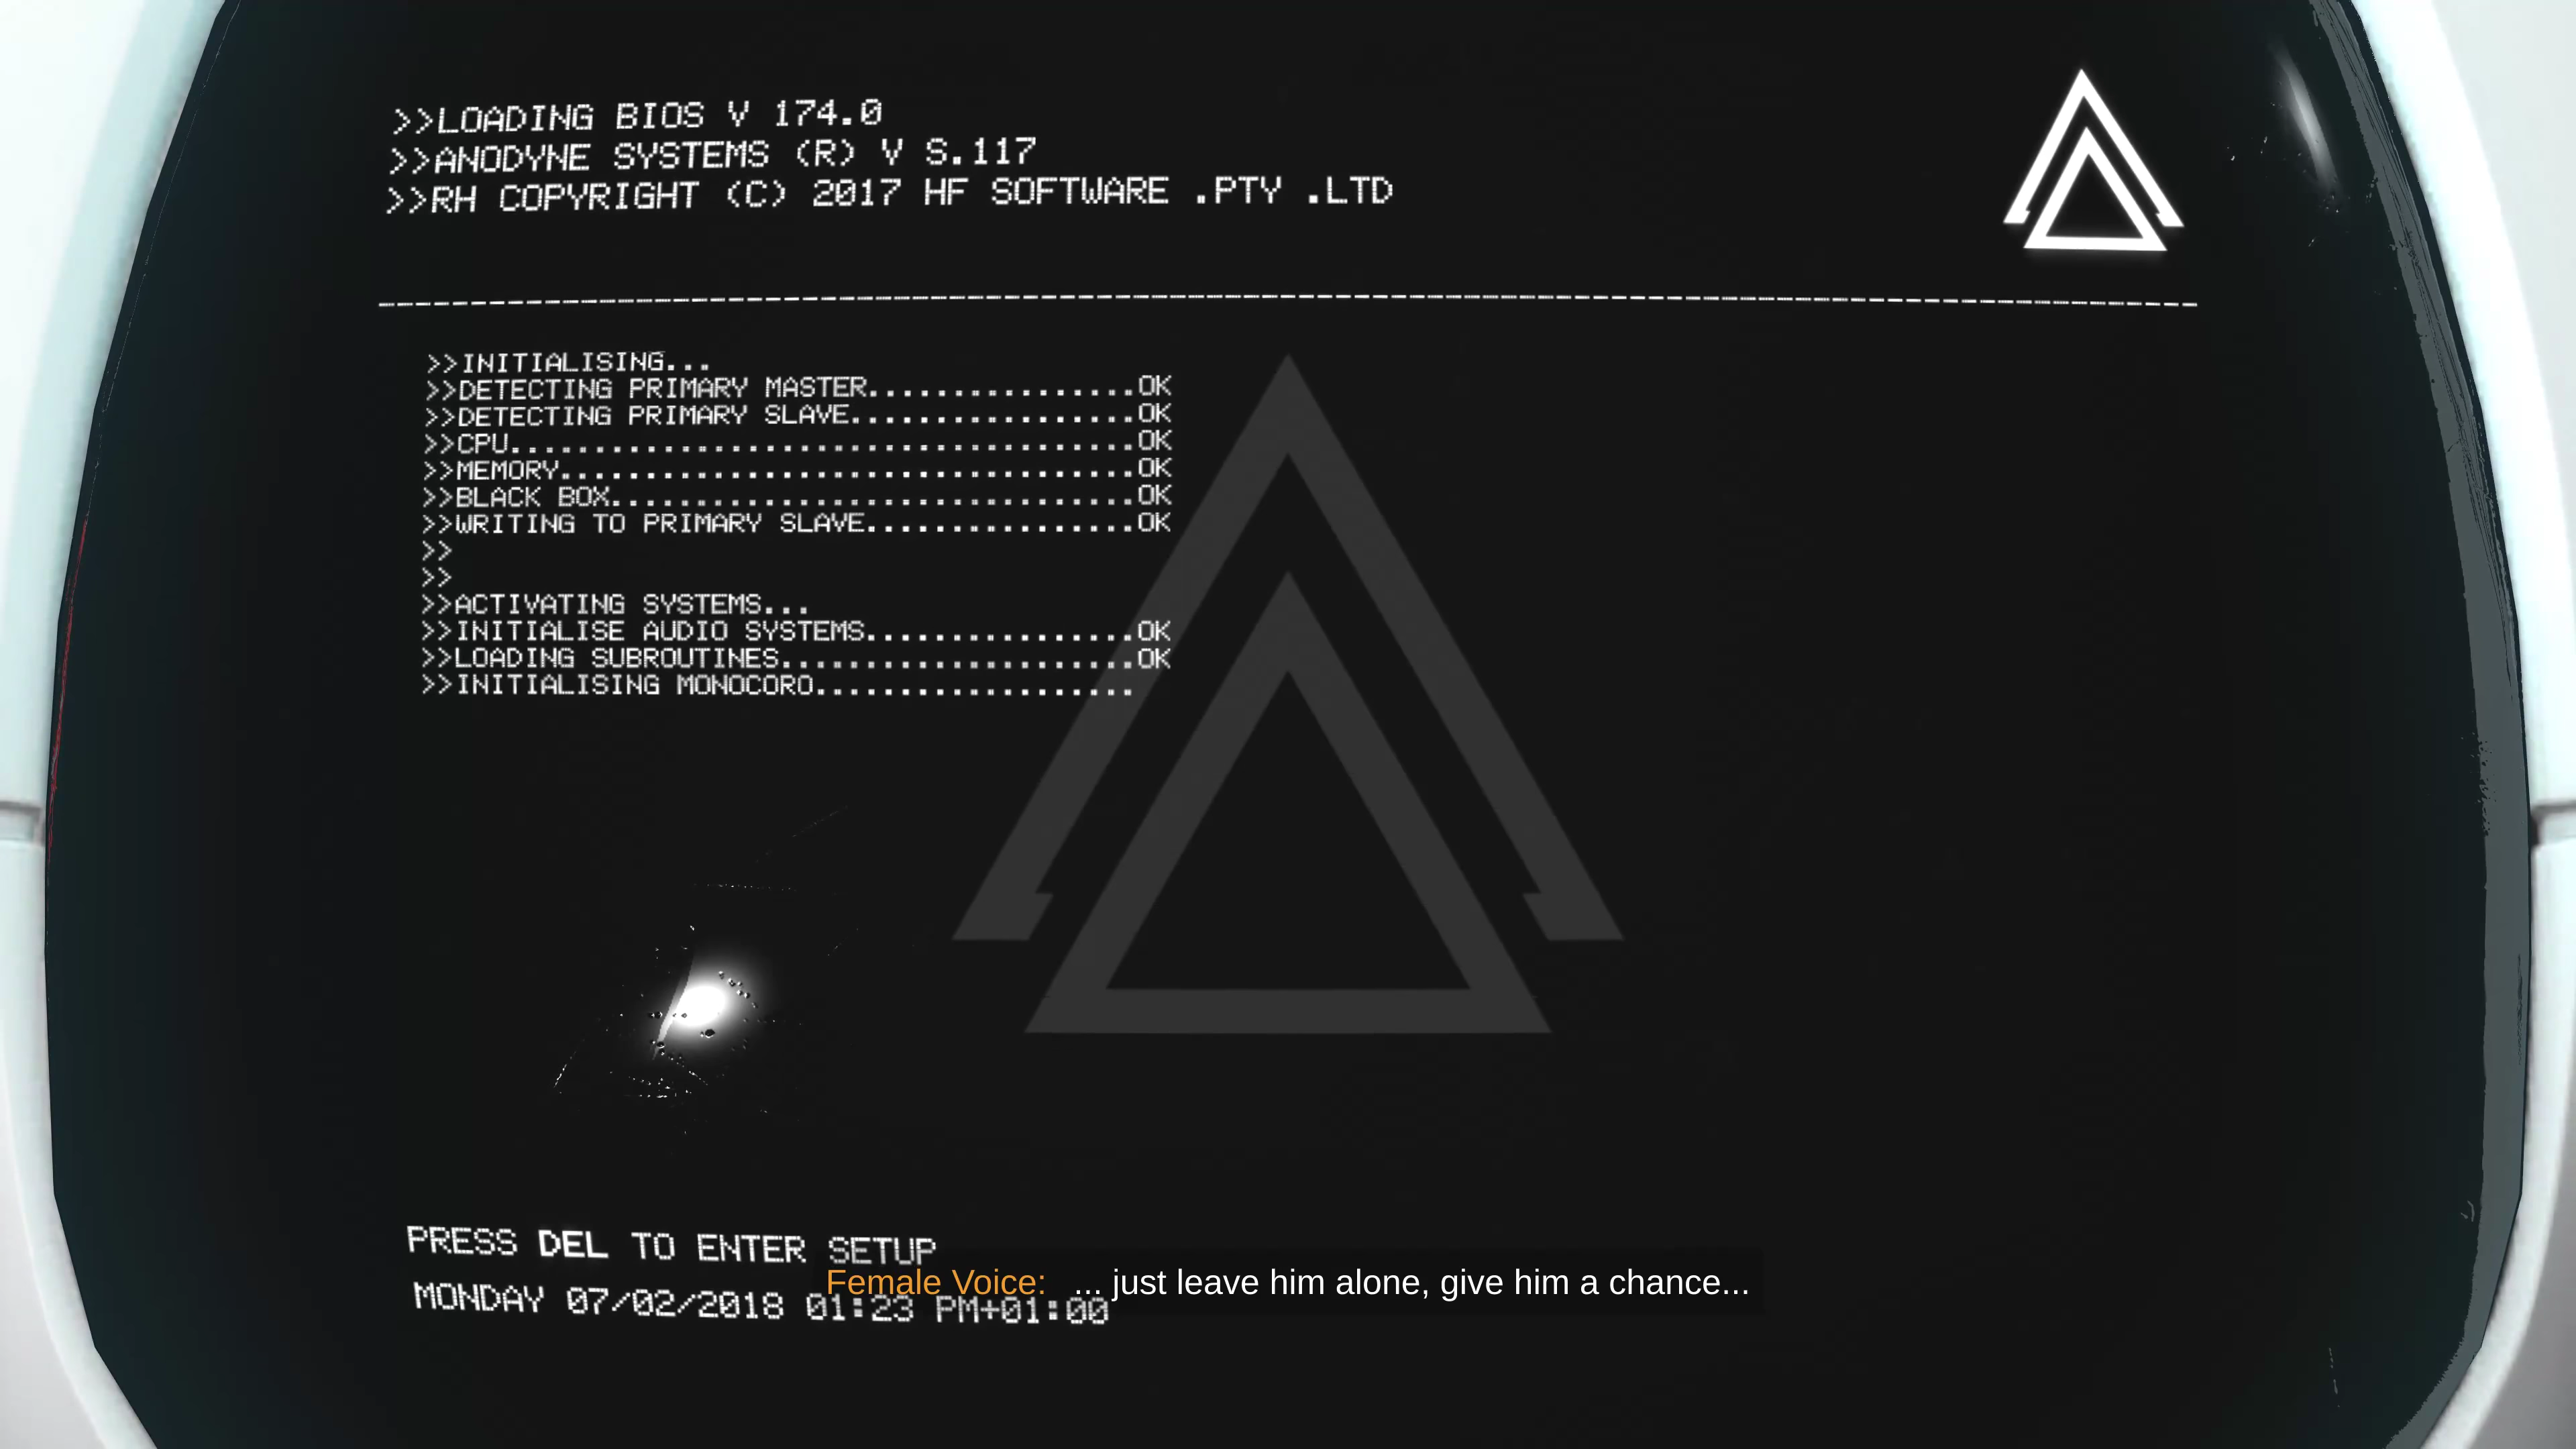 >>LOADING BIOS V 174.0
>>ANODYNE SYSTEMS (R) V S.117
>>RH COPYRIGHT (C) 2017 HF SOFTWARE .PTY .LTD
>>INITIALISING...
>>DETECTING PRIMARY MASTER................OK
>>DETECTING PRIMARY SLAVE.................OK
>>CPU.....................................OK
>>MEMORY..................................OK
>>BLACK BOX...............................OK
>>WRITING TO PRIMARY SLAVE................OK
>>
>>
>>ACTIVATING SYSTEMS...
>>INITIALISE AUDIO SYSTEMS................OK
>>LOADING SUBROUTINES.....................OK
>>INITIALISING MONOCORO...................
PRESS DEL TO ENTER SETUP
Female Voice: ... just leave him alone, give him a chance...
MONDAY 07/02/2018 01:23 PM+01:00